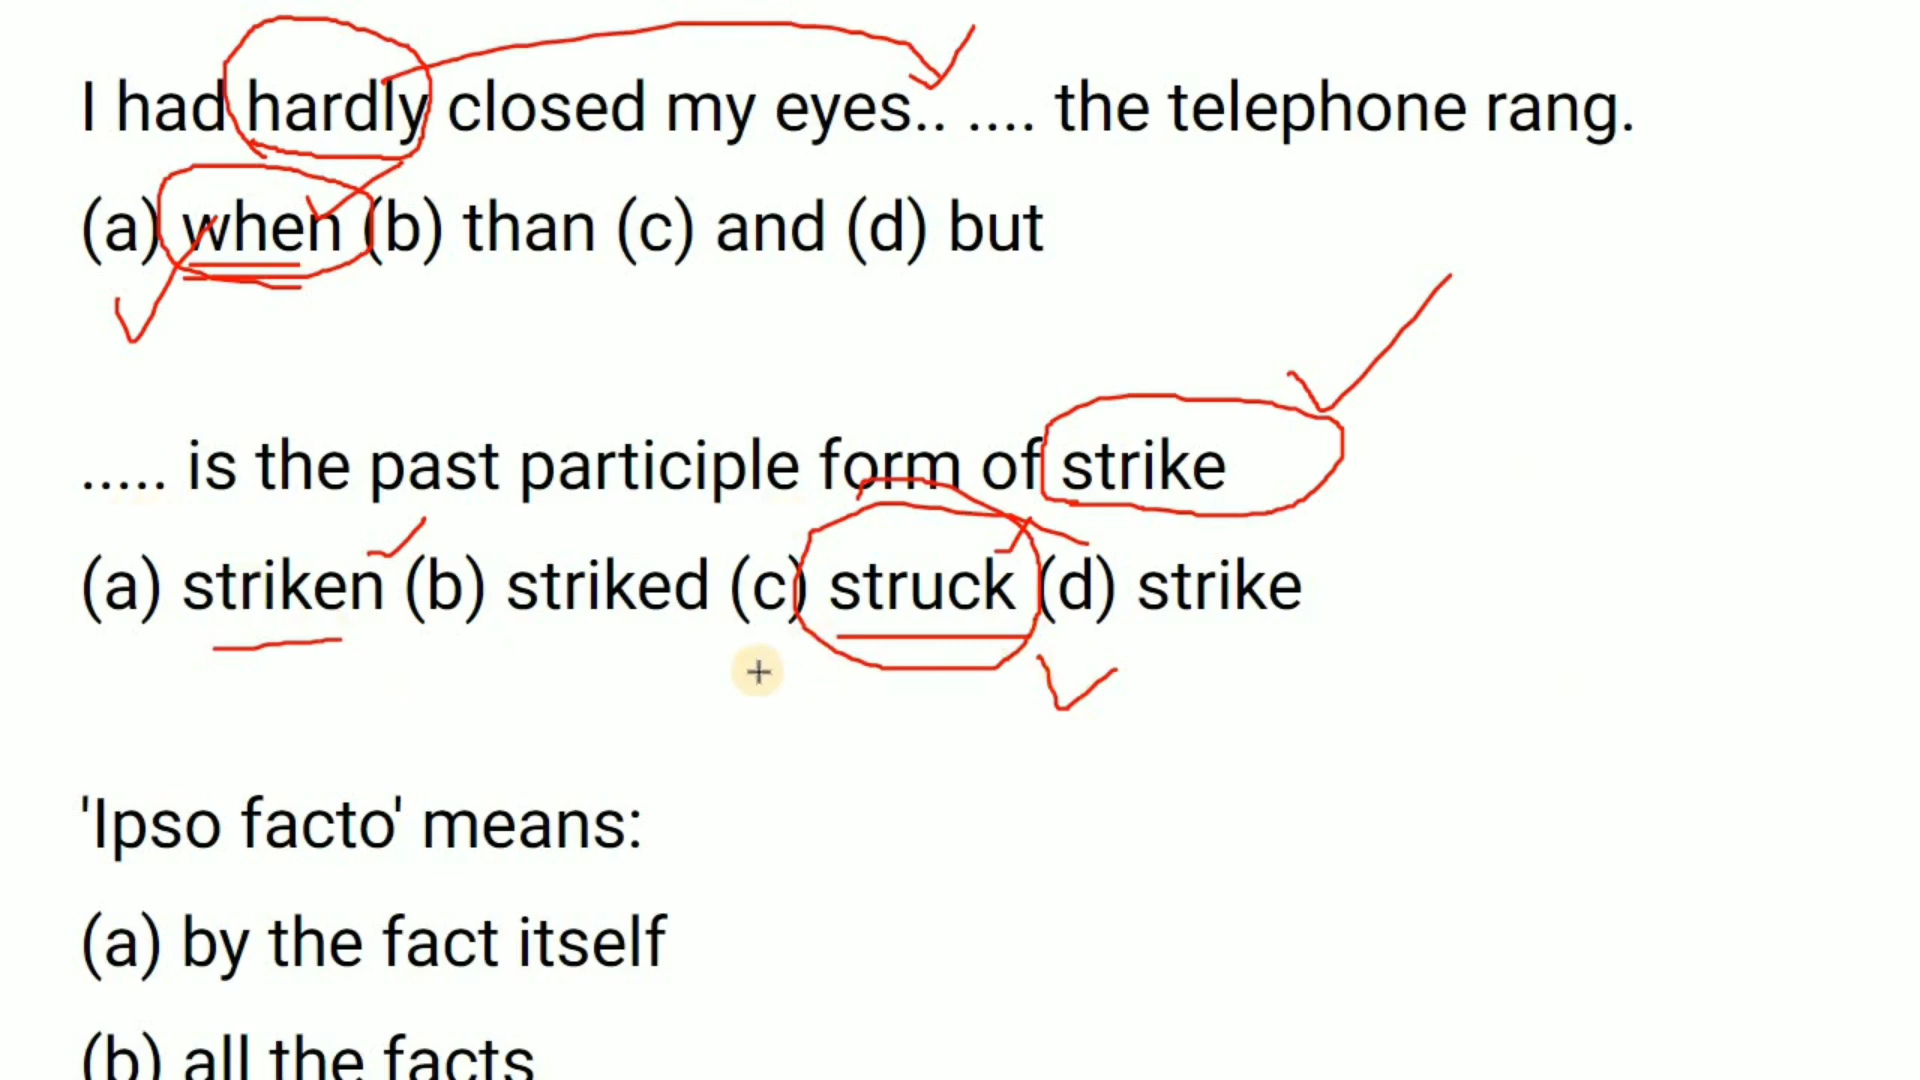 I had hardly closed my eyes.. .... the telephone rang.
(a) when (b) than (c) and (d) but
..... is the past participle form of strike
(a) striken (b) striked (c) struck (d) strike
'Ipso facto' means:
(a) by the fact itself
(b) all the facts